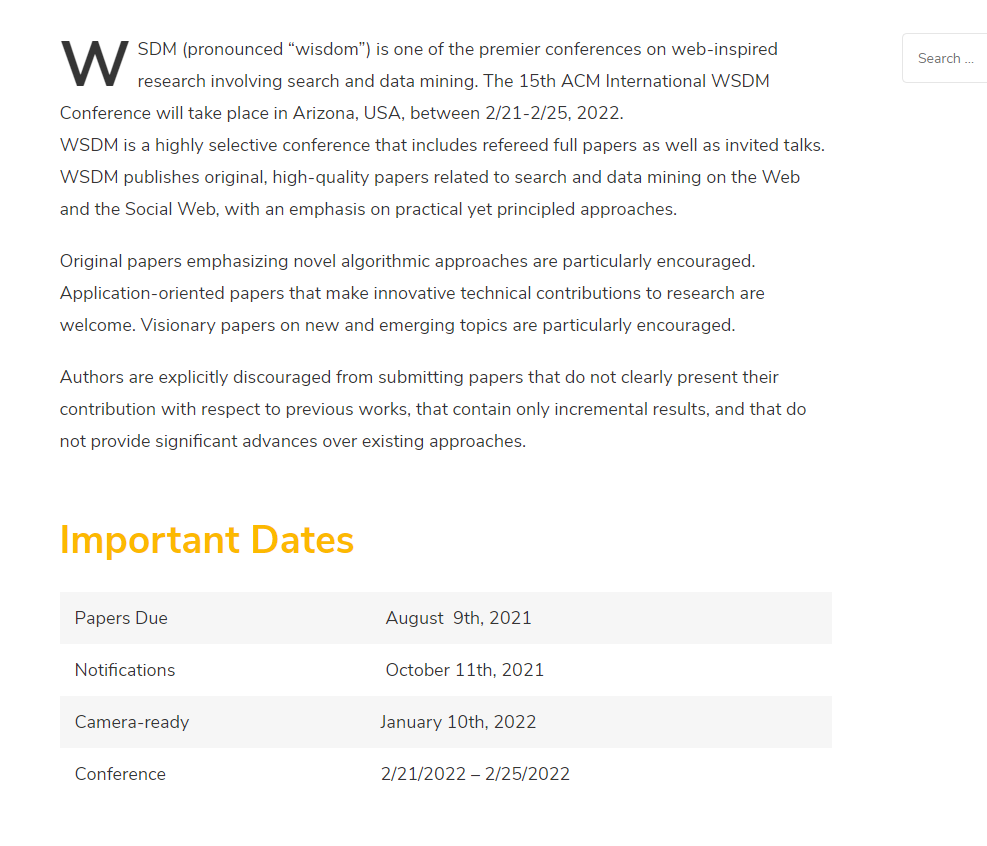 WSDM (pronounced “wisdom”) is one of the premier conferences on web-inspired
research involving search and data mining. The 15th ACM International WSDM
Conference will take place in Arizona, USA, between 2/21-2/25, 2022.
WSDM is a highly selective conference that includes refereed full papers as well as invited talks.
WSDM publishes original, high-quality papers related to search and data mining on the Web
and the Social Web, with an emphasis on practical yet principled approaches.
Original papers emphasizing novel algorithmic approaches are particularly encouraged.
Application-oriented papers that make innovative technical contributions to research are
welcome. Visionary papers on new and emerging topics are particularly encouraged.
Authors are explicitly discouraged from submitting papers that do not clearly present their
contribution with respect to previous works, that contain only incremental results, and that do
not provide significant advances over existing approaches.
Important Dates
Papers Due August 9th, 2021
Notifications October 11th, 2021
Camera-ready January 10th, 2022
Conference 2/21/2022 – 2/25/2022
Search ...